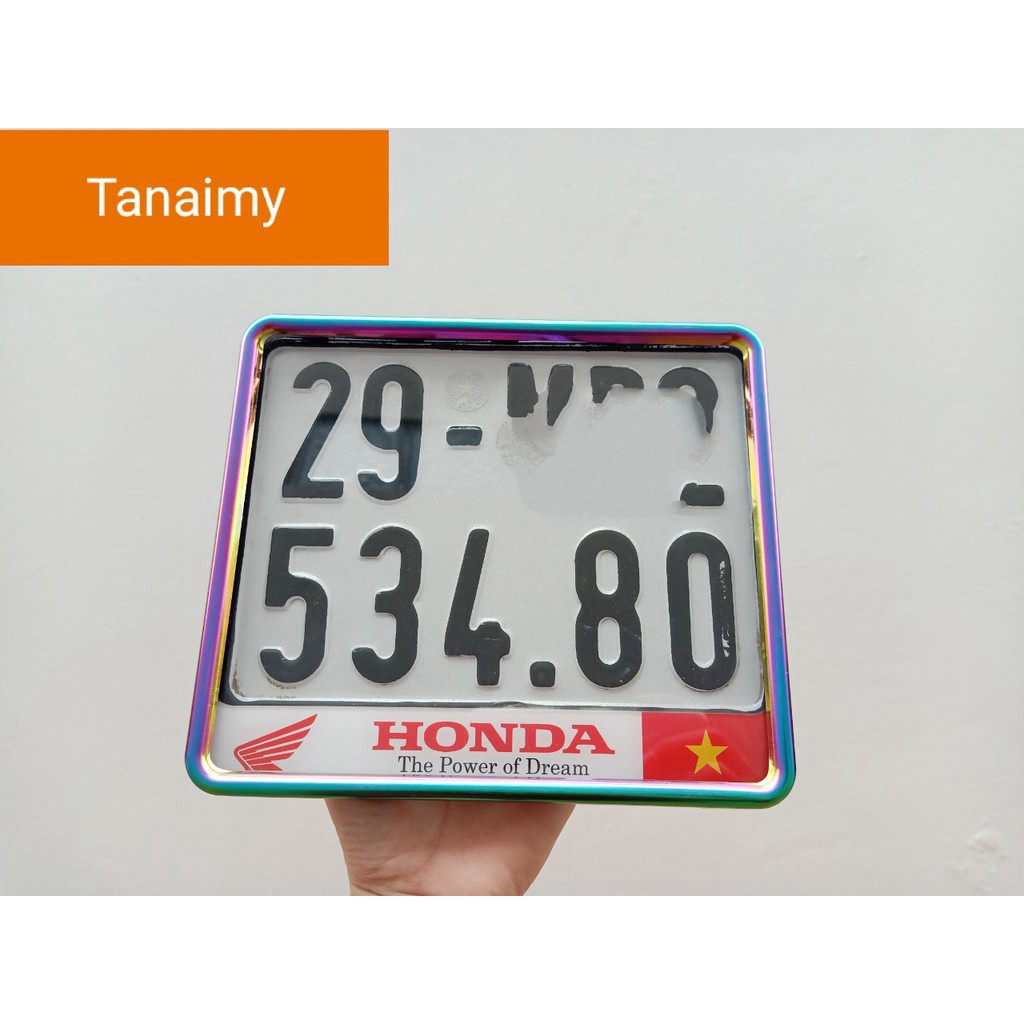 Tanaimy
29-
534.80
HONDA
The Power of Dream